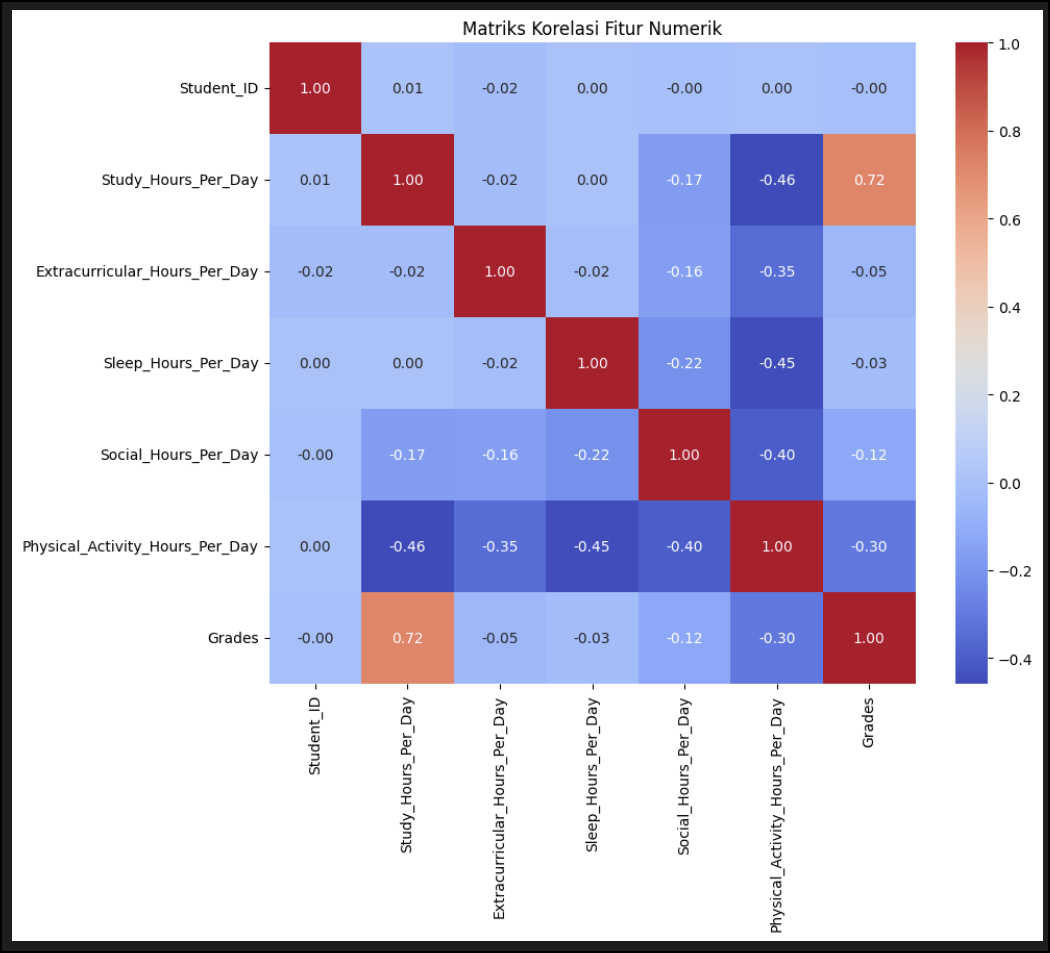 Matriks Korelasi Fitur Numerik
Student_ID 1.00 0.01 -0.02 0.00 -0.00 0.00 -0.00
Study_Hours_Per_Day 0.01 1.00 -0.02 0.00 -0.17 -0.46 0.72
Extracurricular_Hours_Per_Day -0.02 -0.02 1.00 -0.02 -0.16 -0.35 -0.05
Sleep_Hours_Per_Day 0.00 0.00 -0.02 1.00 -0.22 -0.45 -0.03
Social_Hours_Per_Day -0.00 -0.17 -0.16 -0.22 1.00 -0.40 -0.12
Physical_Activity_Hours_Per_Day 0.00 -0.46 -0.35 -0.45 -0.40 1.00 -0.30
Grades -0.00 0.72 -0.05 -0.03 -0.12 -0.30 1.00
Student_ID
Study_Hours_Per_Day
Extracurricular_Hours_Per_Day
Sleep_Hours_Per_Day
Social_Hours_Per_Day
Physical_Activity_Hours_Per_Day
Grades
1.0
0.8
0.6
0.4
0.2
0.0
−0.2
−0.4